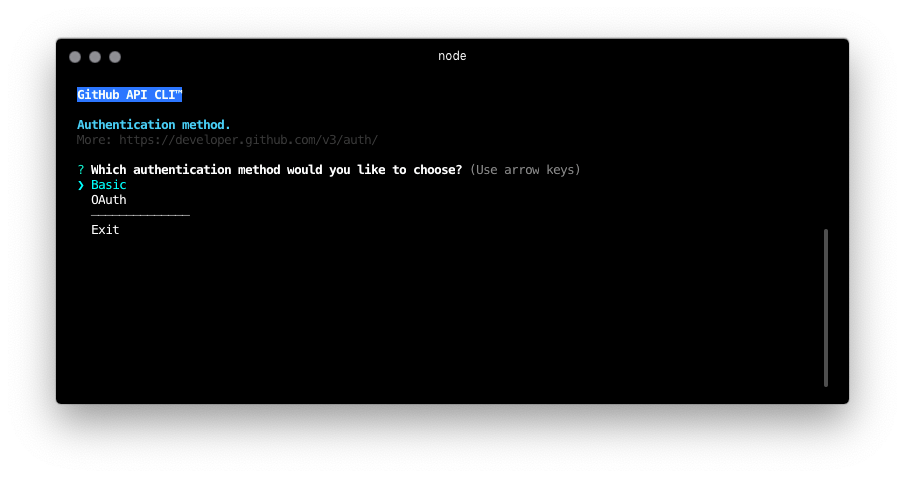 node
GitHub API CLI™
Authentication method.
More: https://developer.github.com/v3/auth/
? Which authentication method would you like to choose? (Use arrow keys)
❯ Basic
OAuth
──────────────
Exit